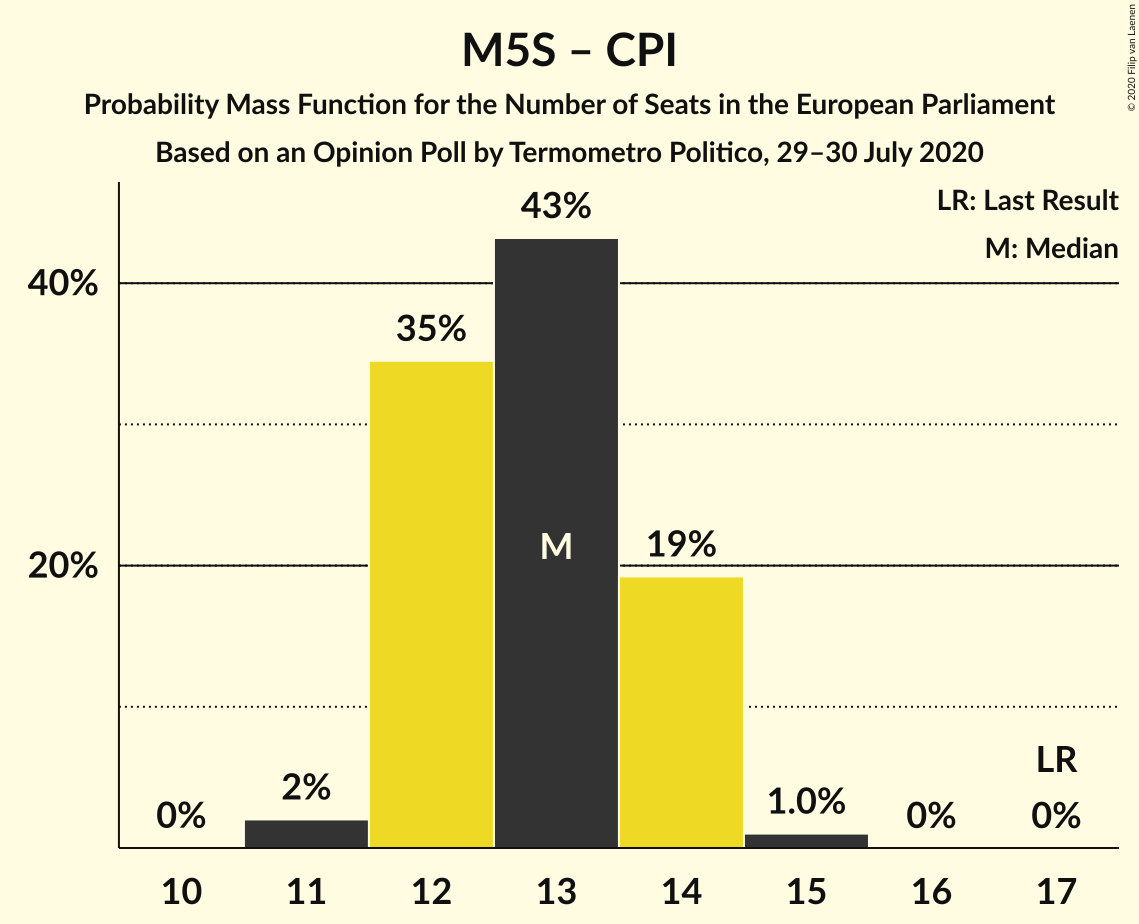 M5S – CPI
Probability Mass Function for the Number of Seats in the European Parliament
Based on an Opinion Poll by Termometro Politico, 29–30 July 2020
© 2020 Filip van Laenen
LR: Last Result
M: Median
43%
40%
35%
M
19%
20%
LR
2%
1.0%
0%
0%
0%
10 11 12 13 14 15 16 17